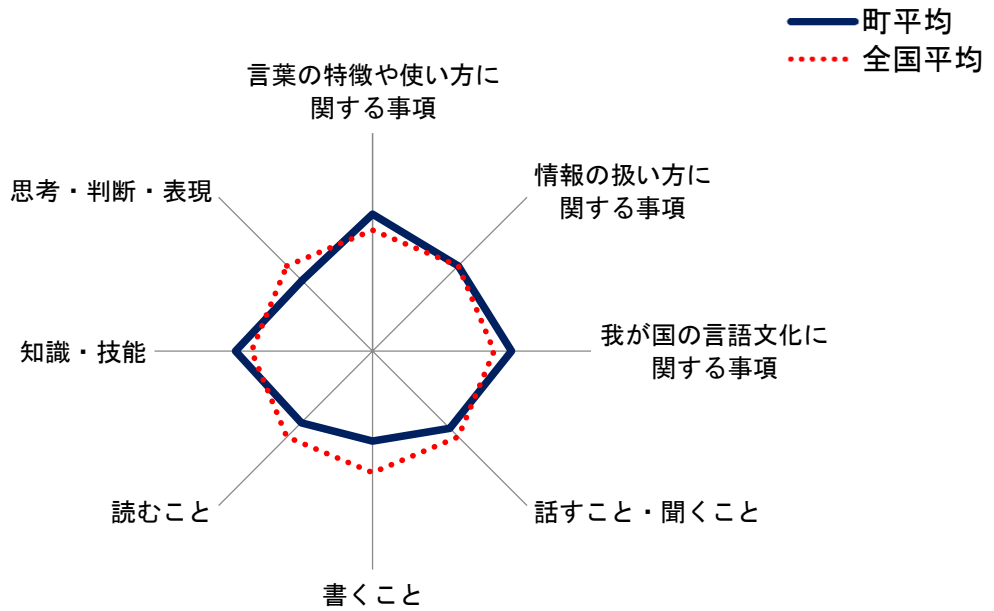 町平均
全国平均
言葉の特徴や使い方に
関する事項
情報の扱い方に
関する事項
我が国の言語文化に
関する事項
話すこと・聞くこと
書くこと
読むこと
知識・技能
思考・判断・表現